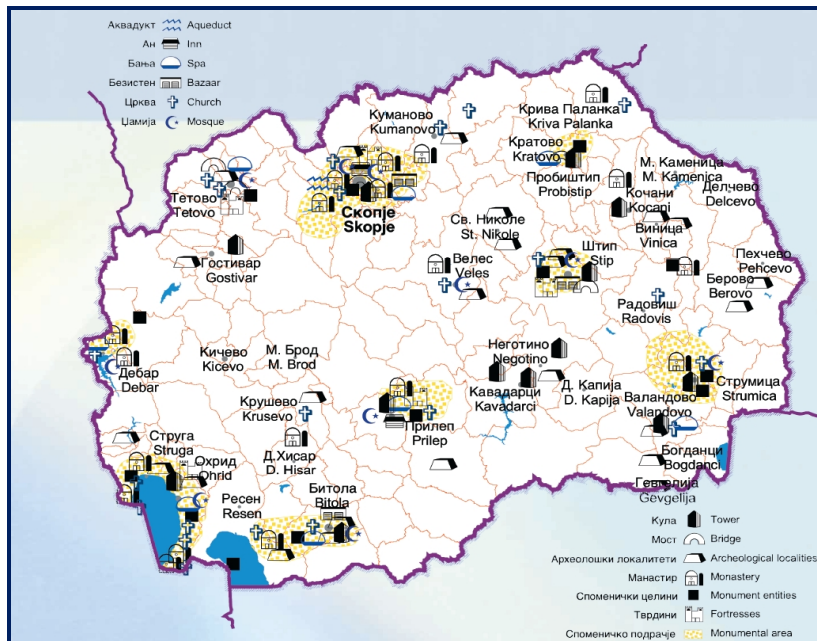 Аквадукт Aqueduct
Ан Inn
Бања Spa
Безистен Bazaar
Црква Church
Џамија Mosque
Куманово
Kumanovo
Крива Паланка
Kriva Palanka
Кратово
Kratovo
Пробиштип
Probistip
М. Каменица
M. Kamenica
Делчево
Delcevo
Кочани
Kocani
Виница
Vinica
Тетово
Tetovo
Скопје
Skopje
Св. Николе
St. Nikole
Штип
Stip
Пехчево
Pehcevo
Берово
Berovo
Гостивар
Gostivar
Велес
Veles
Радовиш
Radovis
Неготино
Negotino
Кичево
Kicevo
М. Брод
M. Brod
Дебар
Debar
Кавадарци
Kavadarci
Д. Капија
D. Kapija
Струмица
Strumica
Валандово
Valandovo
Крушево
Krusevo
Прилеп
Prilep
Струга
Struga
Охрид
Ohrid
Д.Хисар
D. Hisar
Богданци
Bogdanci
Ресен
Resen
Битола
Bitola
Гевгелија
Gevgelija
Кула Tower
Мост Bridge
Археолошки локалитети Archeological localities
Манастир Monastery
Споменички целини Monument entities
Тврдини Fortresses
Споменичко подрачје Monumental area